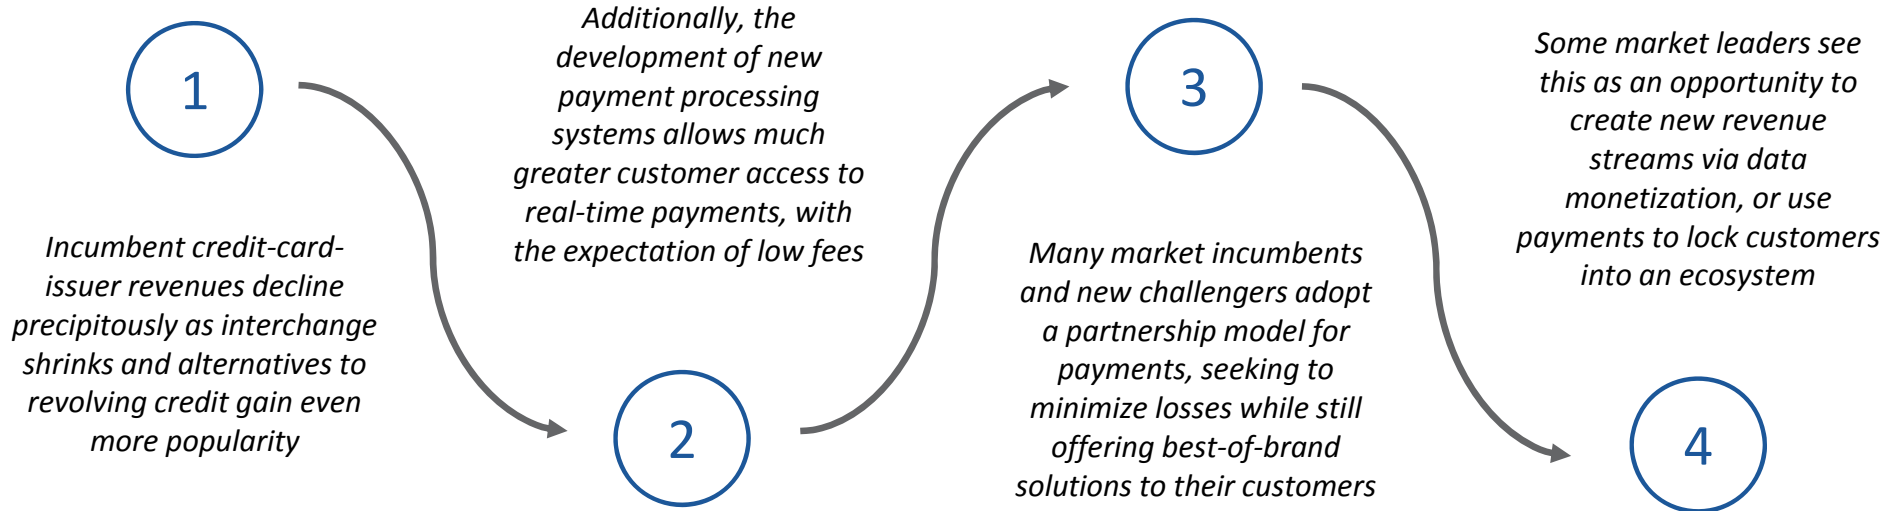 1
Incumbent credit-card-
issuer revenues decline
precipitously as interchange
shrinks and alternatives to
revolving credit gain even
more popularity
Additionally, the
development of new
payment processing
systems allows much
greater customer access to
real-time payments, with
the expectation of low fees
2
3
Many market incumbents
and new challengers adopt
a partnership model for
payments, seeking to
minimize losses while still
offering best-of-brand
solutions to their customers
Some market leaders see
this as an opportunity to
create new revenue
streams via data
monetization, or use
payments to lock customers
into an ecosystem
4